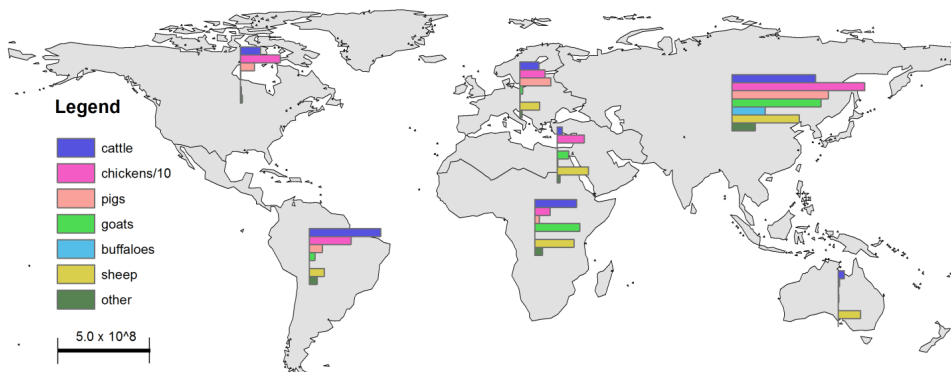 Legend
cattle
chickens/10
pigs
goats
buffaloes
sheep
other
5.0 x 10^8